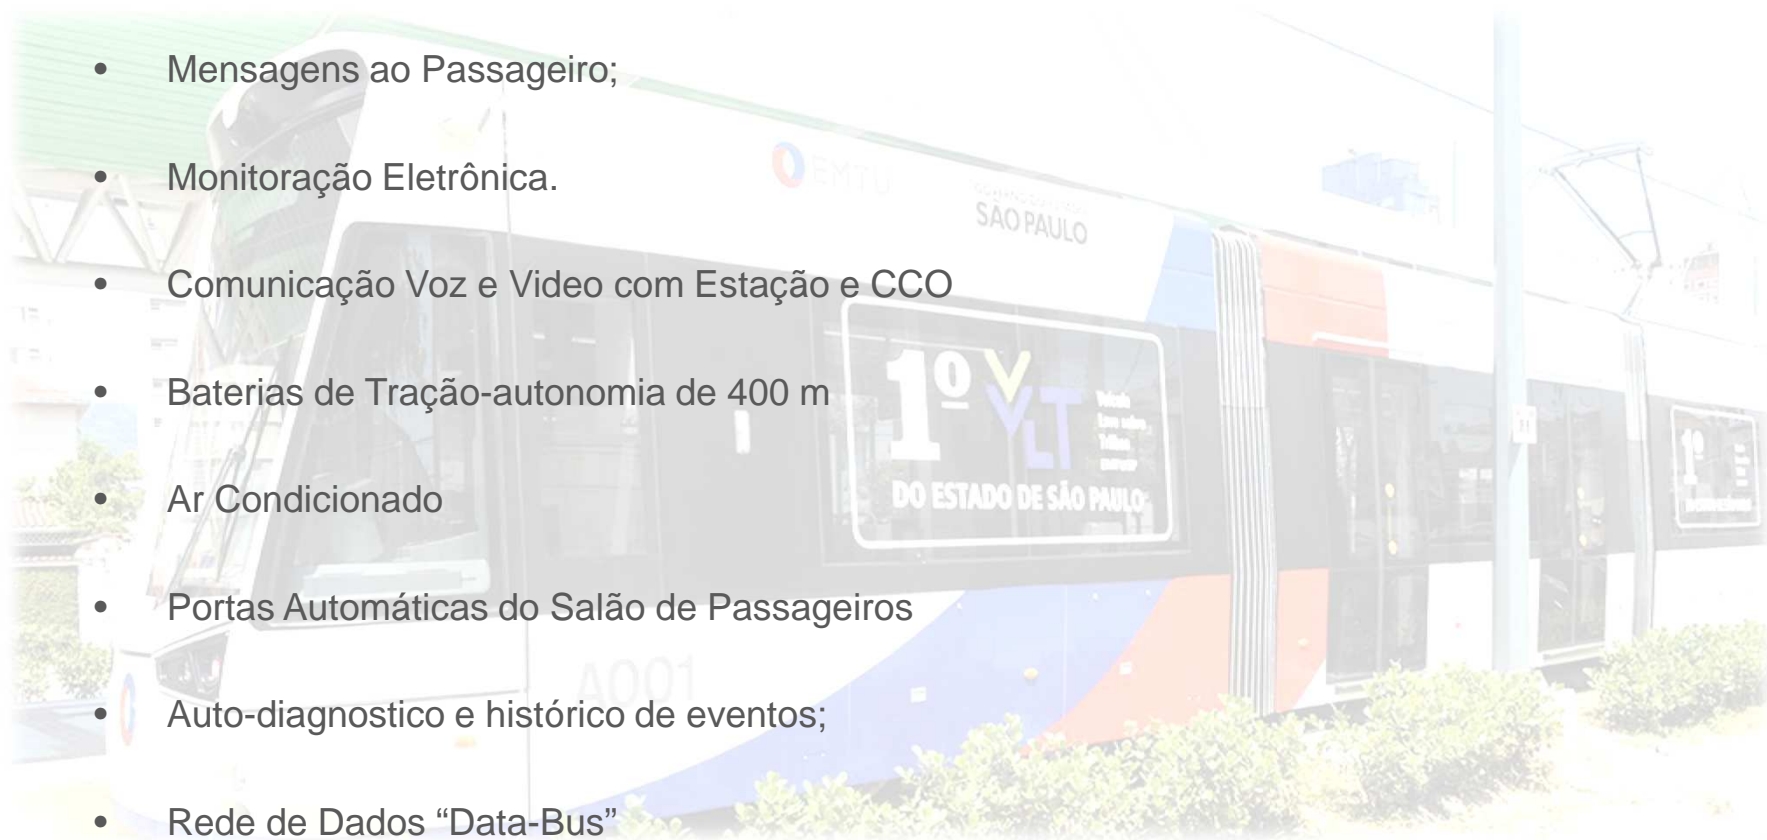 • Mensagens ao Passageiro;
• Monitoração Eletrônica.
• Comunicação Voz e Video com Estação e CCO
• Baterias de Tração-autonomia de 400 m
• Ar Condicionado
• Portas Automáticas do Salão de Passageiros
• Auto-diagnostico e histórico de eventos;
• Rede de Dados “Data-Bus”
EMTU
SÃO PAULO
1º VLT
DO ESTADO DE SÃO PAULO
A001
1º